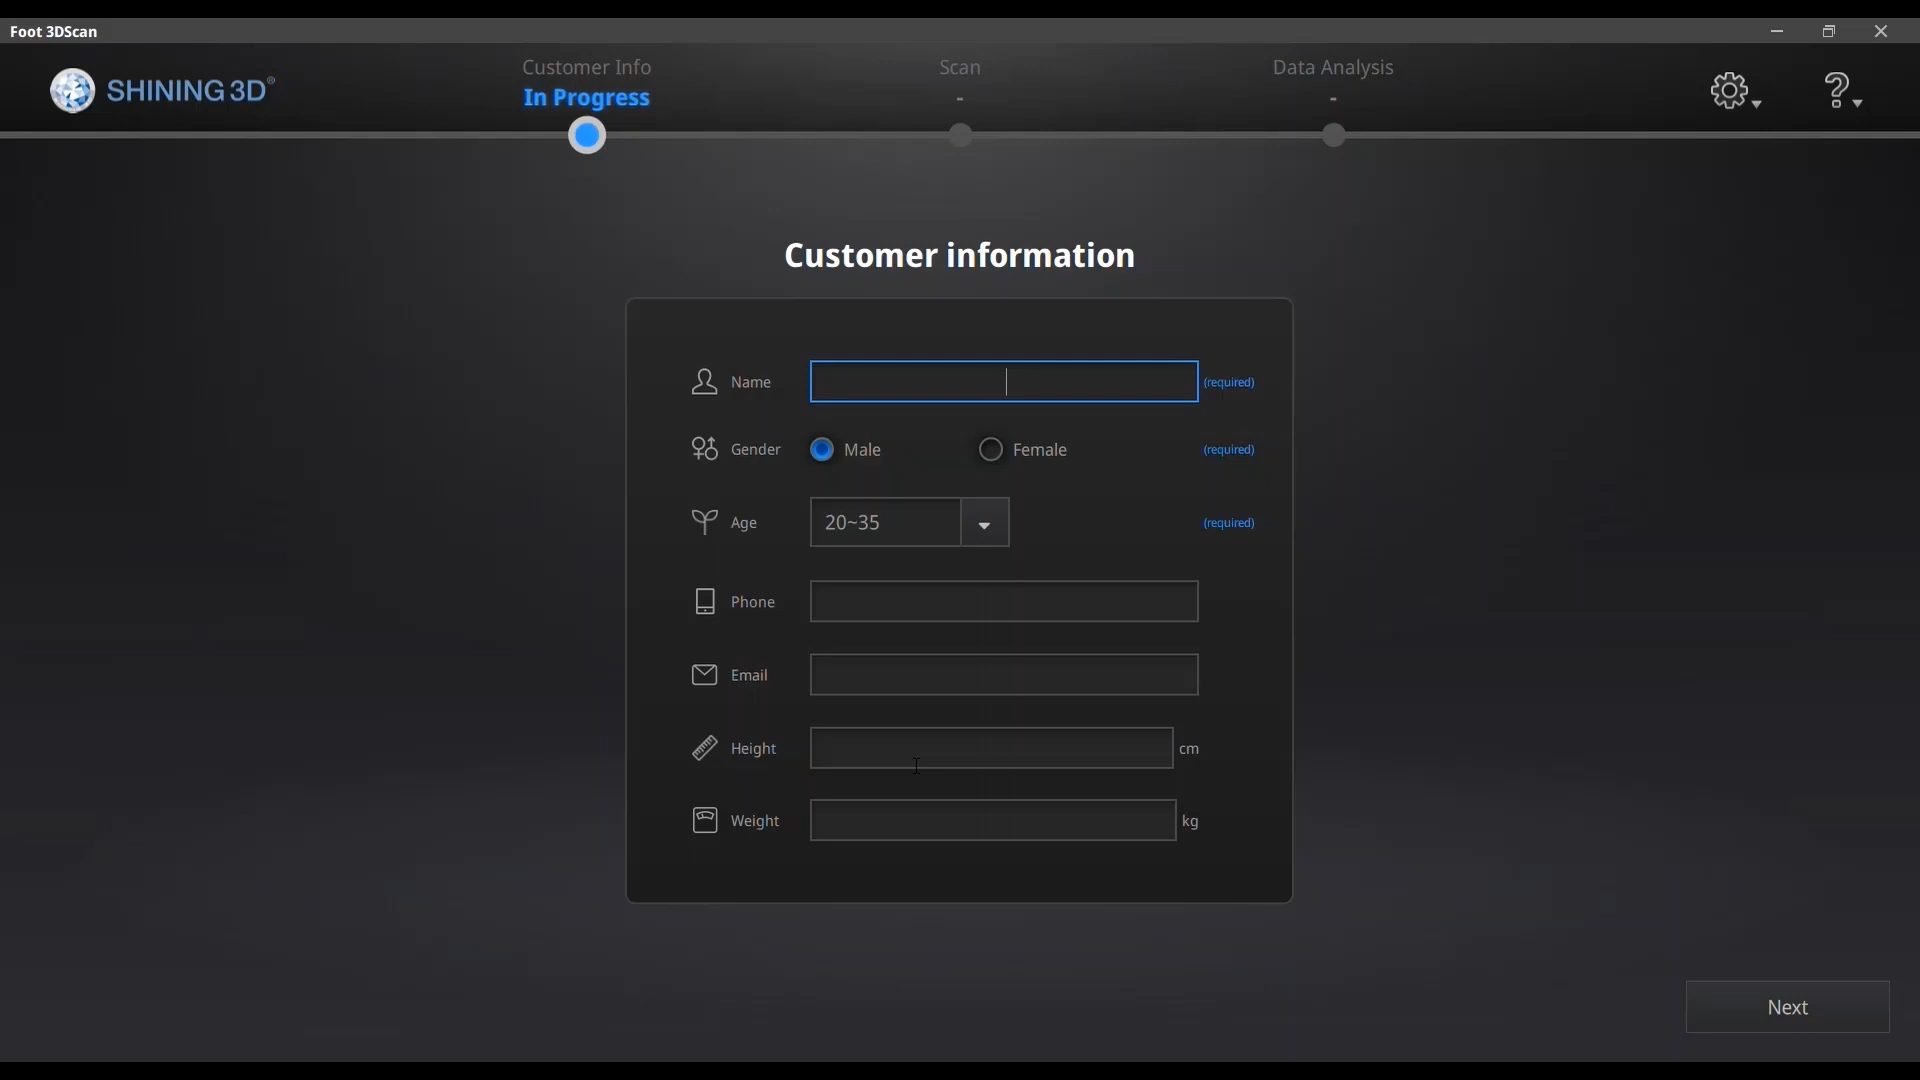 Foot 3DScan
SHINING 3D®
Customer Info
In Progress
Scan
-
Data Analysis
-
Customer information
Name (required)
Gender Male Female (required)
Age 20~35 (required)
Phone
Email
Height cm
Weight kg
Next